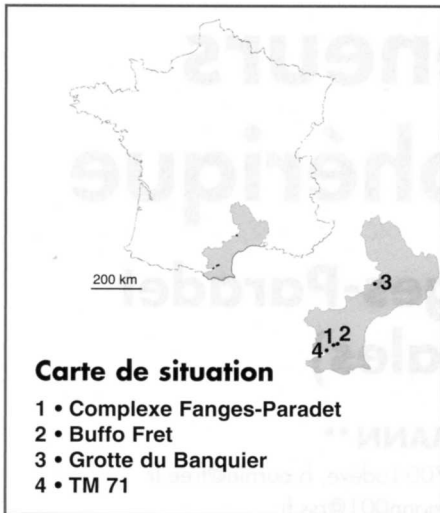 200 km
3
1 2
4
Carte de situation
1 • Complexe Fanges-Paradet
2 • Buffo Fret
3 • Grotte du Banquier
4 • TM 71